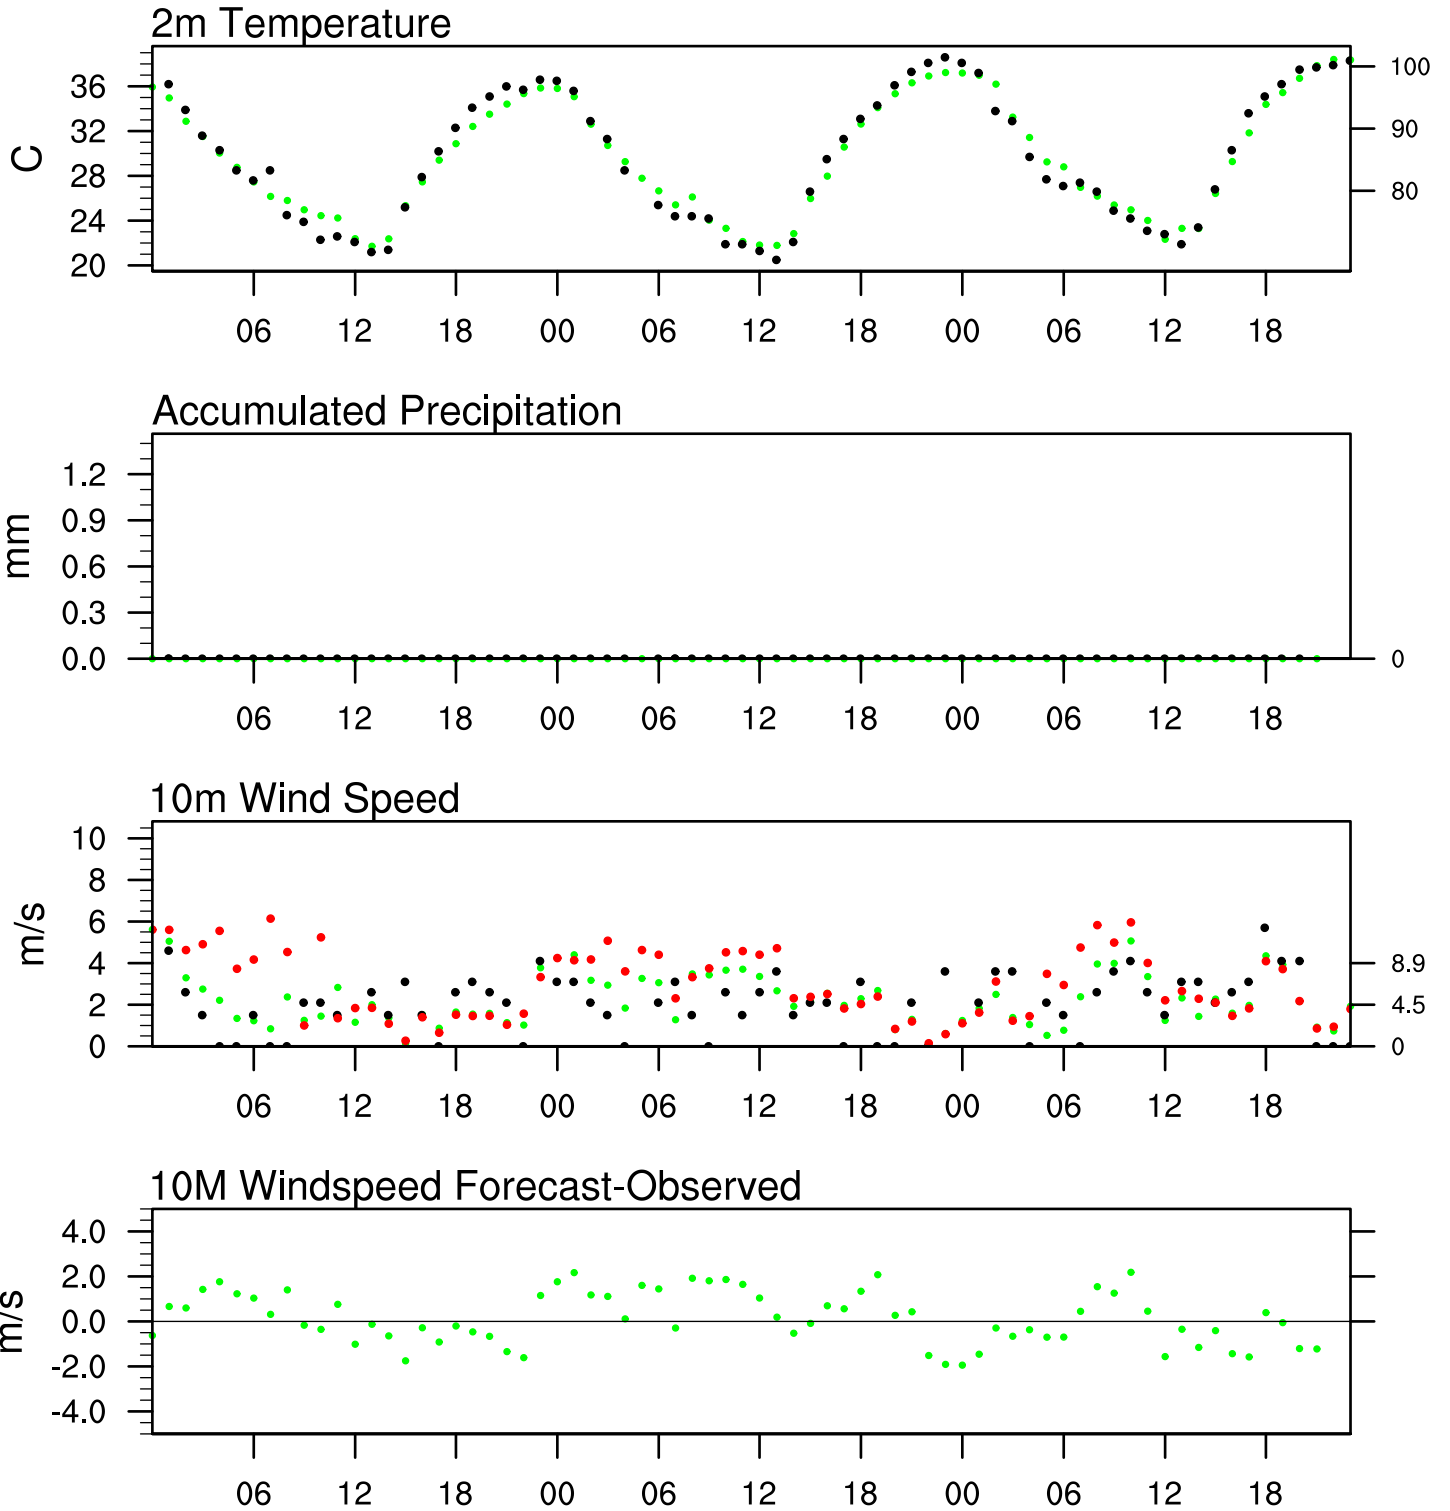 2m Temperature
C
36
32
28
24
20
100
90
80
06 12 18 00 06 12 18 00 06 12 18
Accumulated Precipitation
mm
1.2
0.9
0.6
0.3
0.0
0
06 12 18 00 06 12 18 00 06 12 18
10m Wind Speed
m/s
10
8
6
4
2
0
8.9
4.5
0
06 12 18 00 06 12 18 00 06 12 18
10M Windspeed Forecast-Observed
m/s
4.0
2.0
0.0
-2.0
-4.0
06 12 18 00 06 12 18 00 06 12 18